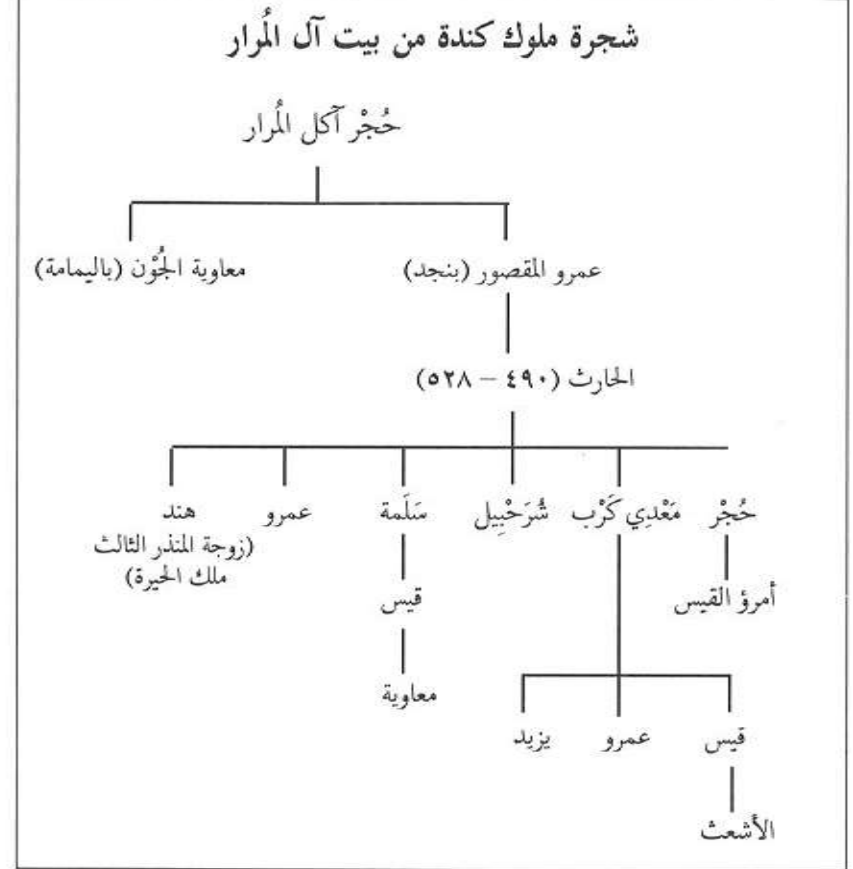 شجرة ملوك كندة من بيت آل المُرار
حُجْر آكل المُرار
عمرو المقصور (بنجد) معاوية الجُوْن (باليمامة)
الحارث (٤٩٠ – ٥٢٨)
حُجْر مَعْدِي كَرْب شُرَحْبِيل سَلَمة عمرو هند
(زوجة المنذر الثالث
ملك الحيرة)
أمرؤ القيس قيس
معاوية
قيس عمرو يزيد
الأشعث